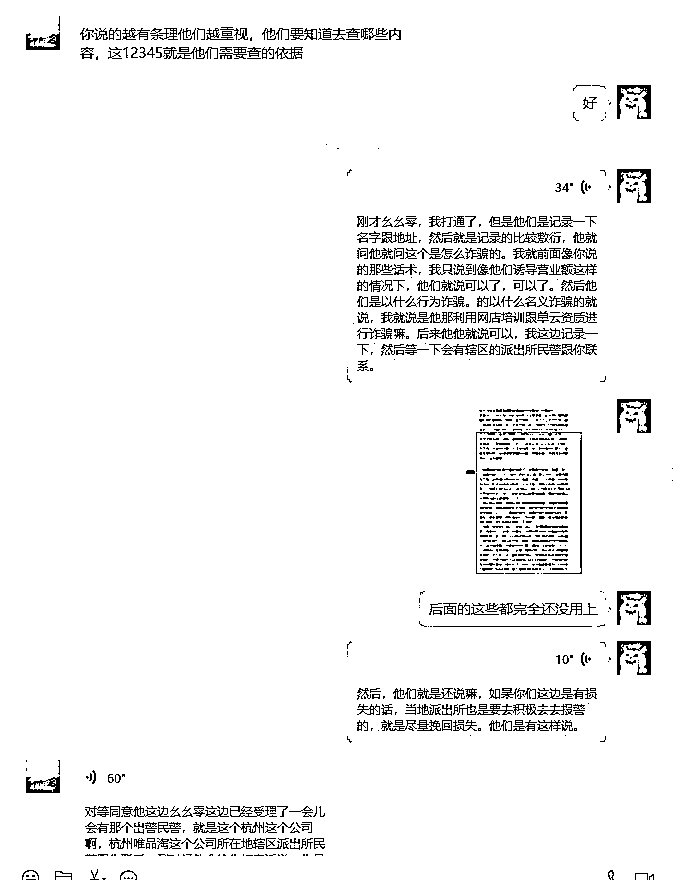 你说的越有条理他们越重视，他们要知道去查哪些内
容，这12345就是他们需要查的依据
好
34"
刚才幺幺零，我打通了，但是他们是记录一下
名字跟地址，然后就是记录的比较敷衍，他就
问他就问这个是怎么诈骗的。我就前面像你说
的那些话术，我只说到像他们诱导营业额这样
的情况下，他们就说可以了，可以了。然后他
们是以什么行为诈骗。的以什么名义诈骗的就
说，我就说是他那利用网店培训跟单云资质进
行诈骗嘛。后来他他就说可以，我这边记录一
下，然后等一下会有辖区的派出所民警跟你联
系。
后面的这些都完全还没用上
10"
然后，他们就是还说嘛，如果你们这边是有损
失的话，当地派出所也是要去积极去去报警
的，就是尽量挽回损失。他们是有这样说。
60"
对等同意他这边幺幺零这边已经受理了一会儿
会有那个出警民警，就是这个杭州这个公司
啊，杭州唯品淘这个公司所在地辖区派出所民